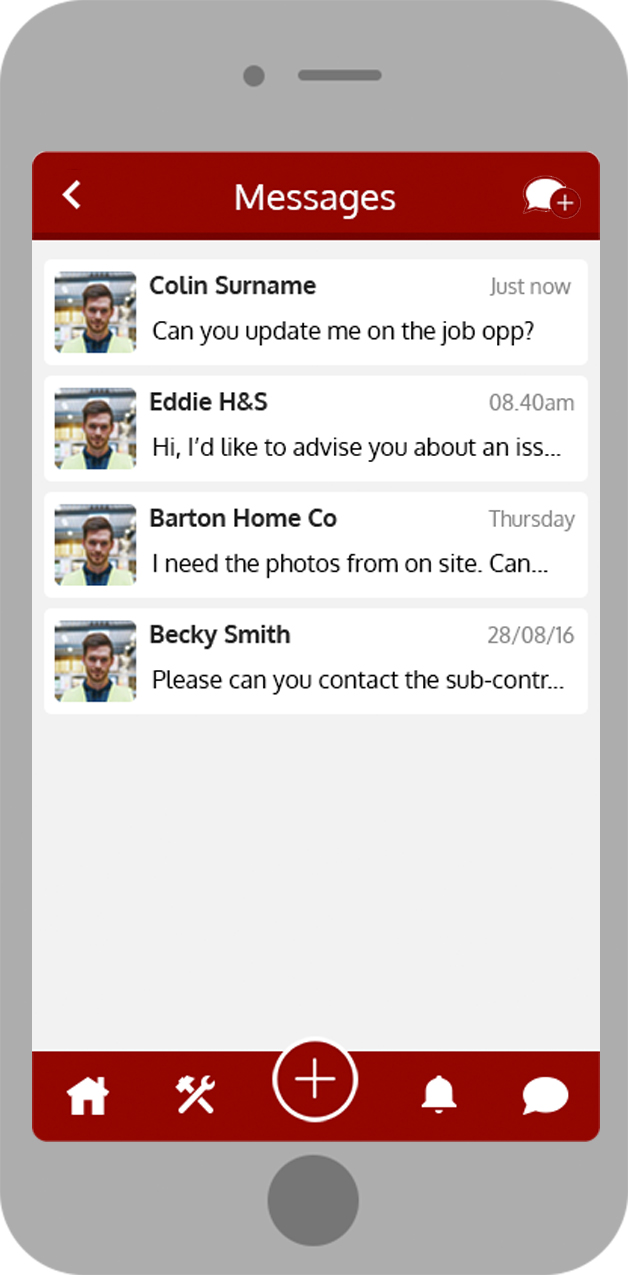 Messages
Colin Surname
Just now
Can you update me on the job opp?
Eddie H&S
08.40am
Hi, I’d like to advise you about an iss...
Barton Home Co
Thursday
I need the photos from on site. Can...
Becky Smith
28/08/16
Please can you contact the sub-contr...